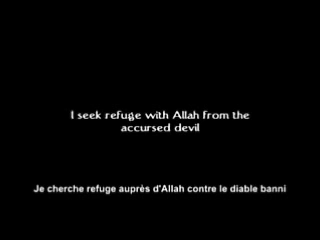 I seek refuge with Allah from the
accursed devil
Je cherche refuge auprès d'Allah contre le diable banni